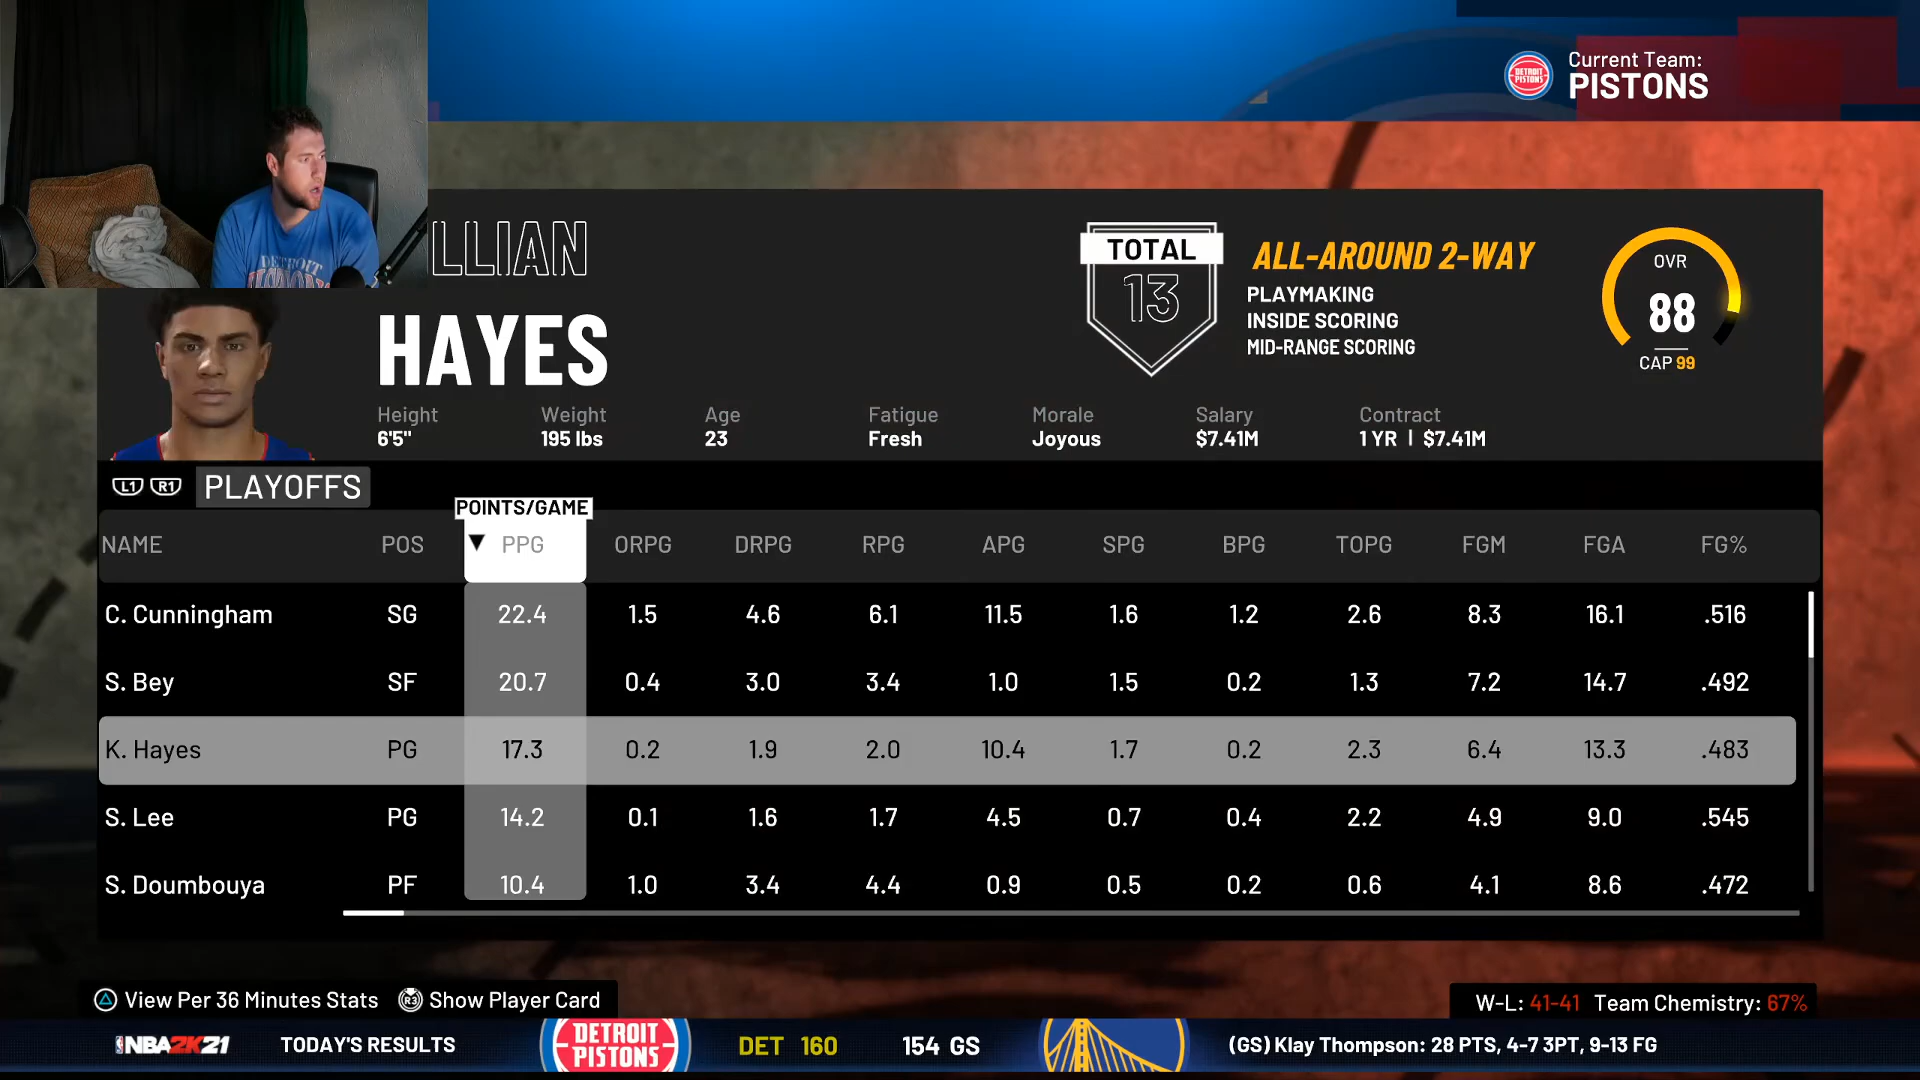 Current Team:
PISTONS
DETROIT
PISTONS
LLIAN
HAYES
TOTAL
13
ALL-AROUND 2-WAY
PLAYMAKING
INSIDE SCORING
MID-RANGE SCORING
OVR
88
CAP 99
Height Weight Age Fatigue Morale Salary Contract
6'5" 195 lbs 23 Fresh Joyous $7.41M 1 YR | $7.41M
L1 R1 PLAYOFFS
POINTS/GAME
NAME POS PPG ORPG DRPG RPG APG SPG BPG TOPG FGM FGA FG%
C. Cunningham SG 22.4 1.5 4.6 6.1 11.5 1.6 1.2 2.6 8.3 16.1 .516
S. Bey SF 20.7 0.4 3.0 3.4 1.0 1.5 0.2 1.3 7.2 14.7 .492
K. Hayes PG 17.3 0.2 1.9 2.0 10.4 1.7 0.2 2.3 6.4 13.3 .483
S. Lee PG 14.2 0.1 1.6 1.7 4.5 0.7 0.4 2.2 4.9 9.0 .545
S. Doumbouya PF 10.4 1.0 3.4 4.4 0.9 0.5 0.2 0.6 4.1 8.6 .472
View Per 36 Minutes Stats R3 Show Player Card
W-L: 41-41 Team Chemistry: 67%
NBA2K21 TODAY'S RESULTS DETROIT PISTONS DET 160 154 GS (GS) Klay Thompson: 28 PTS, 4-7 3PT, 9-13 FG